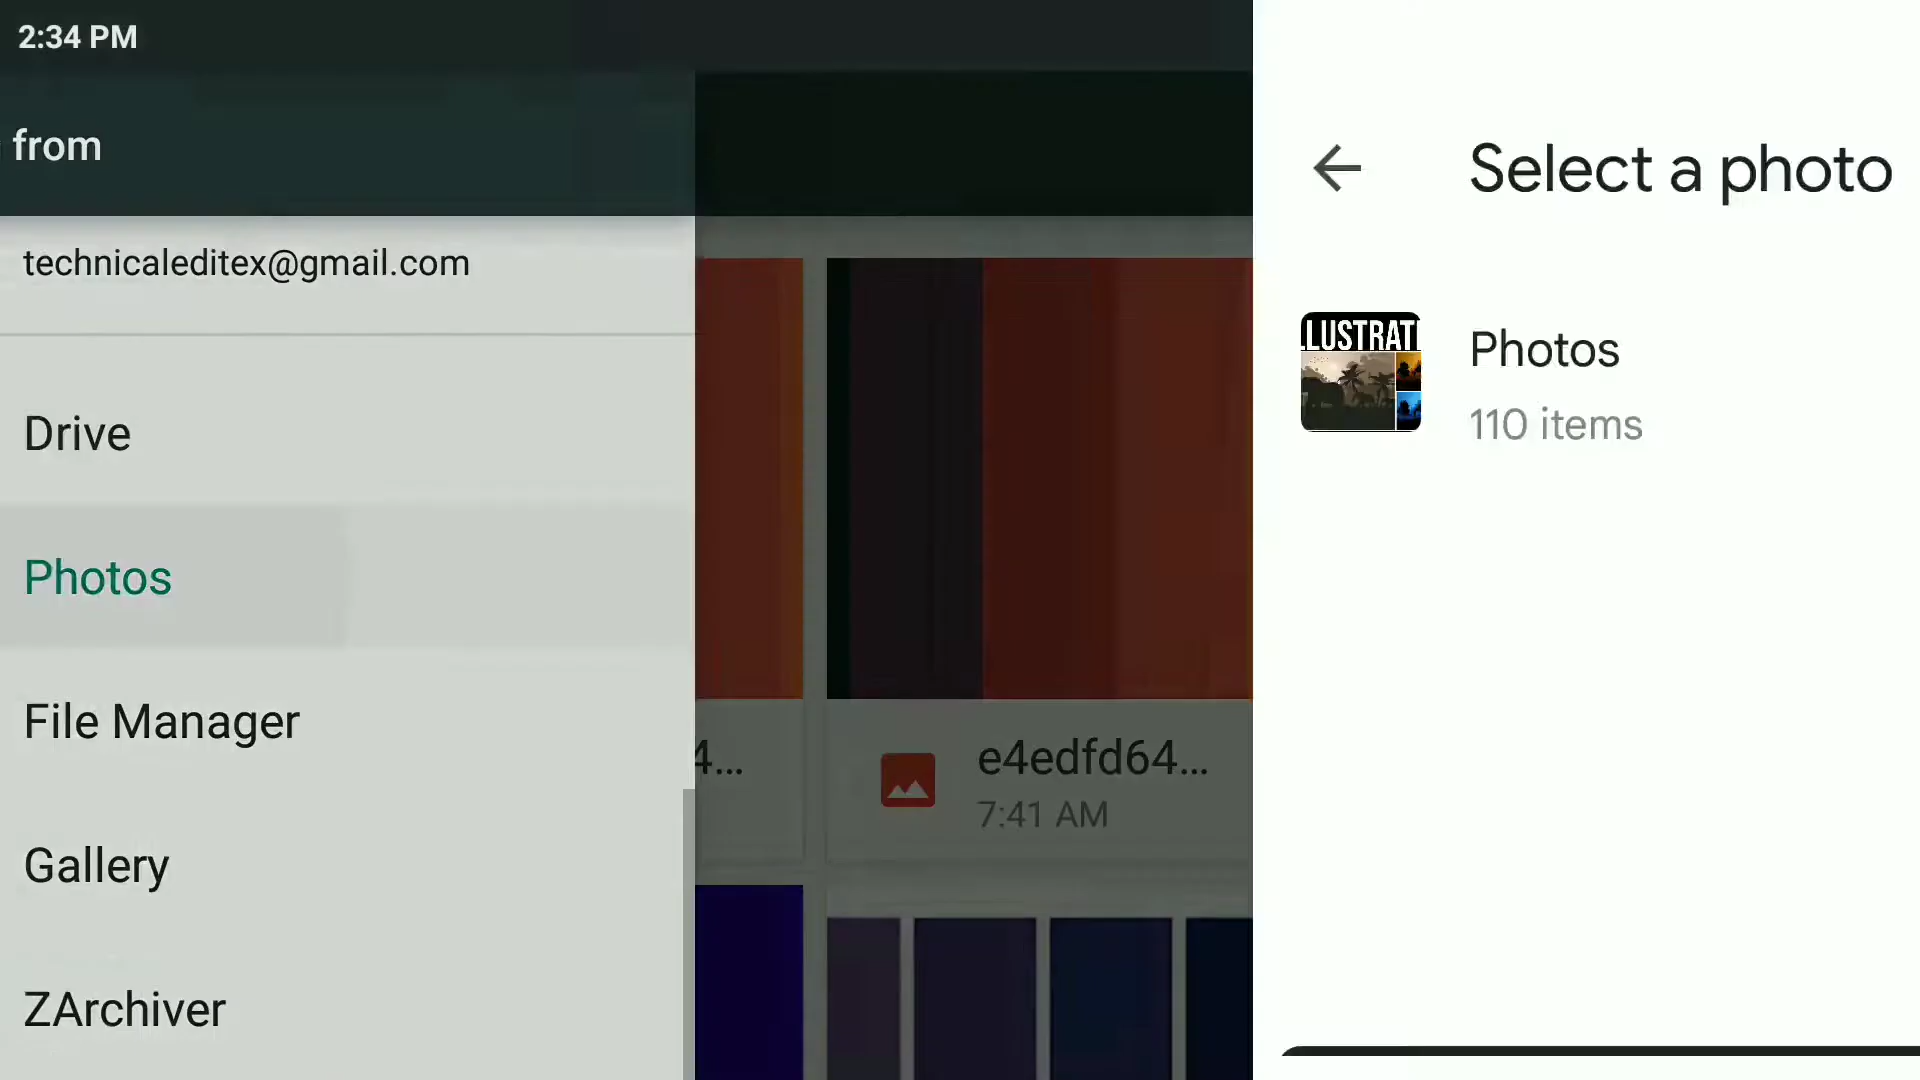 2:34 PM
from
technicaleditex@gmail.com
Drive
Photos
File Manager
Gallery
ZArchiver
4...
e4edfd64...
7:41 AM
Select a photo
LUSTRAT
Photos
110 items